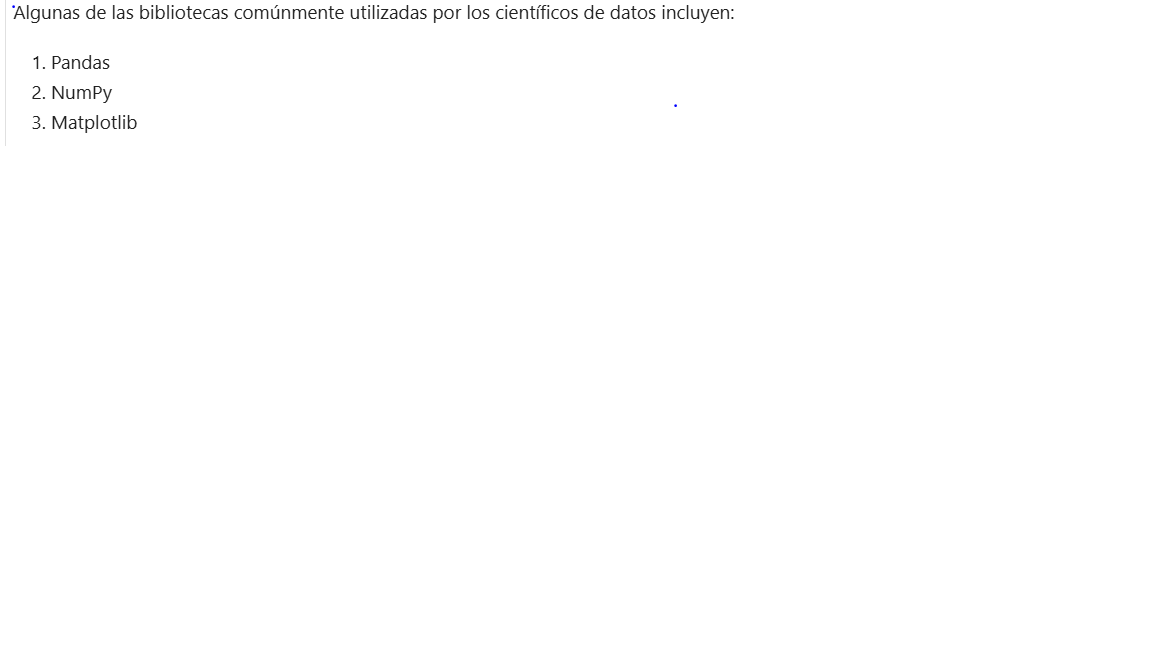 Algunas de las bibliotecas comúnmente utilizadas por los científicos de datos incluyen:
1. Pandas
2. NumPy
3. Matplotlib